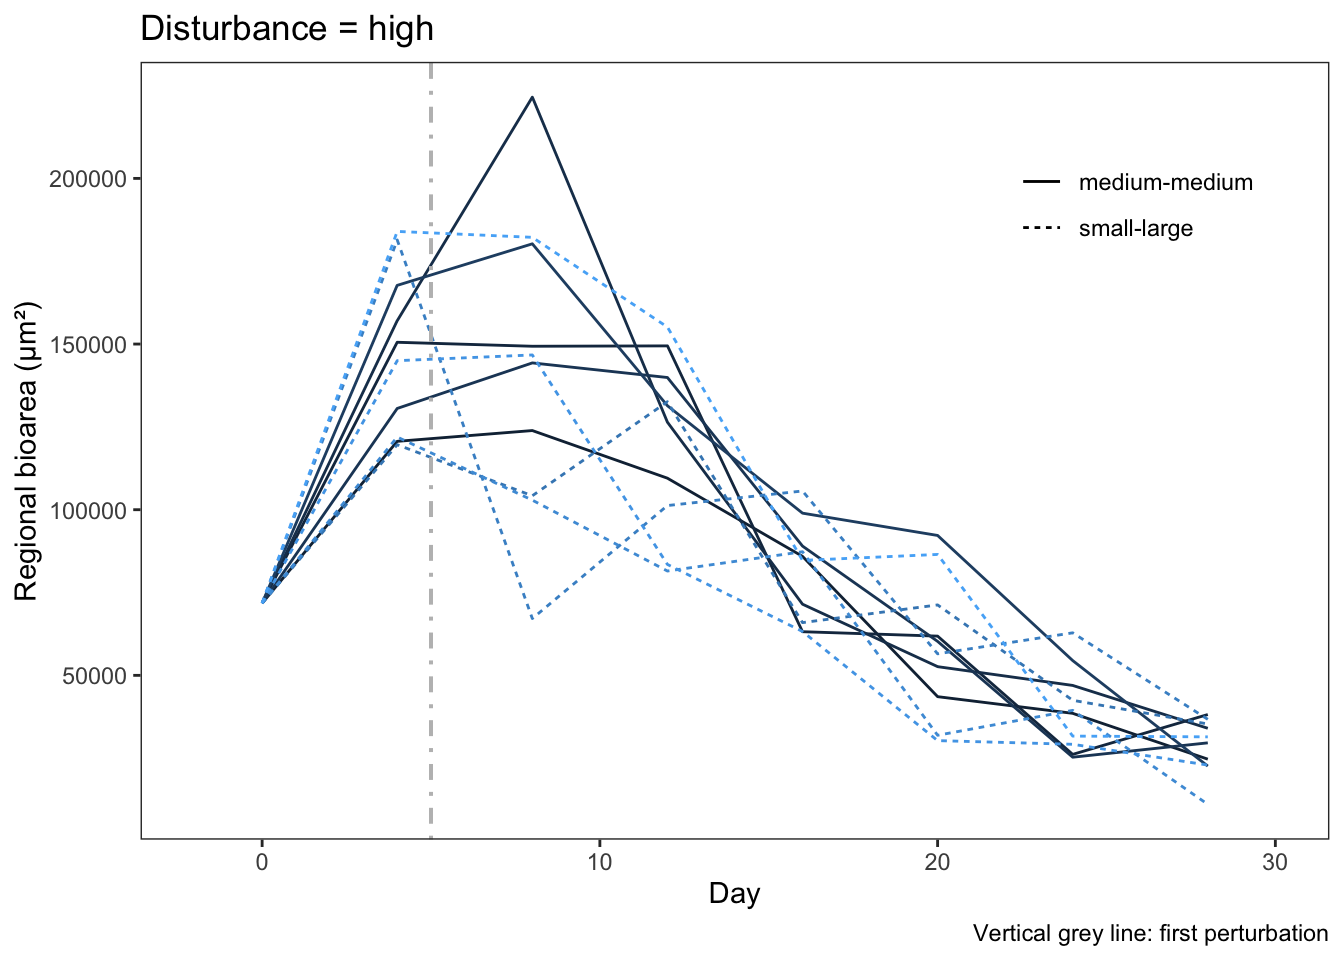 Disturbance = high
Regional bioarea (µm²)
200000
150000
100000
50000
medium-medium
small-large
0
10
20
30
Day
Vertical grey line: first perturbation